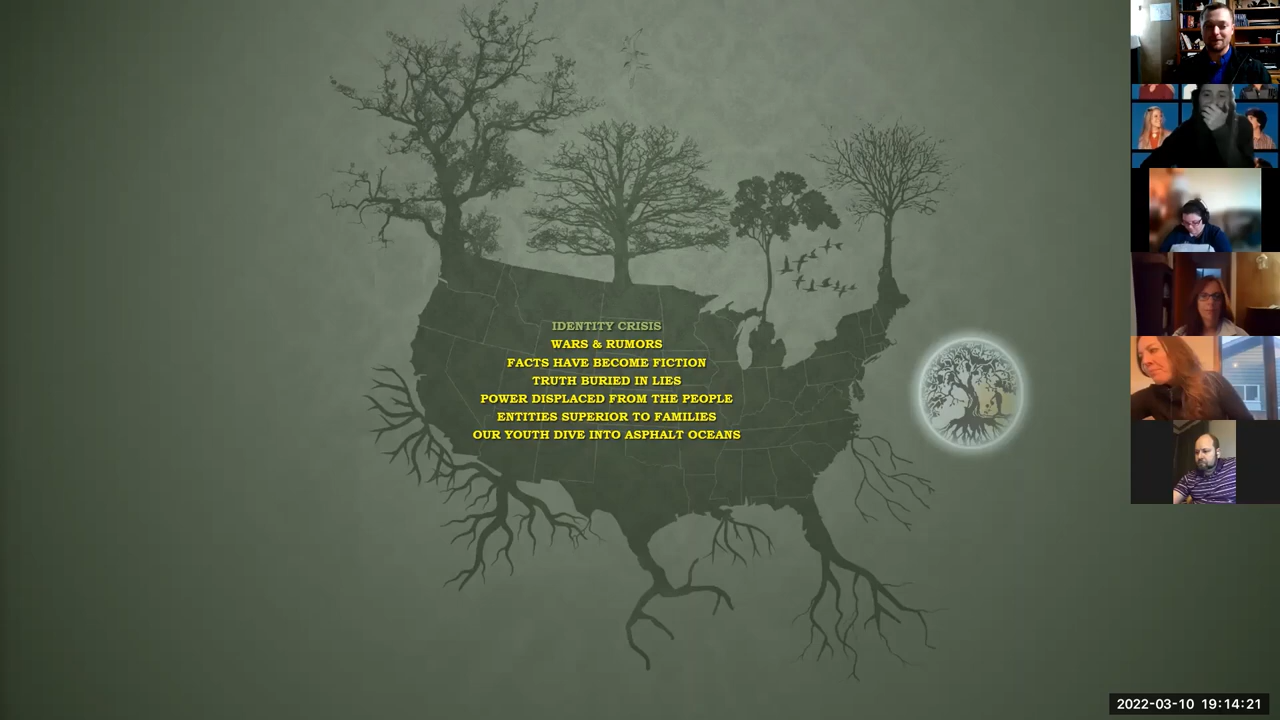 IDENTITY CRISIS
WARS & RUMORS
FACTS HAVE BECOME FICTION
TRUTH BURIED IN LIES
POWER DISPLACED FROM THE PEOPLE
ENTITIES SUPERIOR TO FAMILIES
OUR YOUTH DIVE INTO ASPHALT OCEANS
2022-03-10 19:14:21